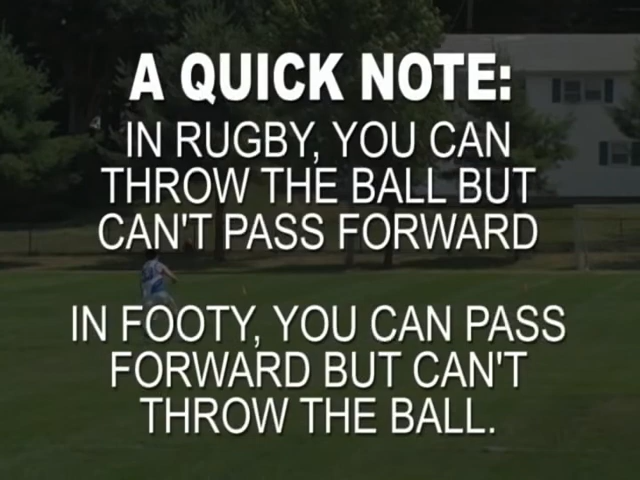 A QUICK NOTE:
IN RUGBY, YOU CAN
THROW THE BALL BUT
CAN'T PASS FORWARD
IN FOOTY, YOU CAN PASS
FORWARD BUT CAN'T
THROW THE BALL.